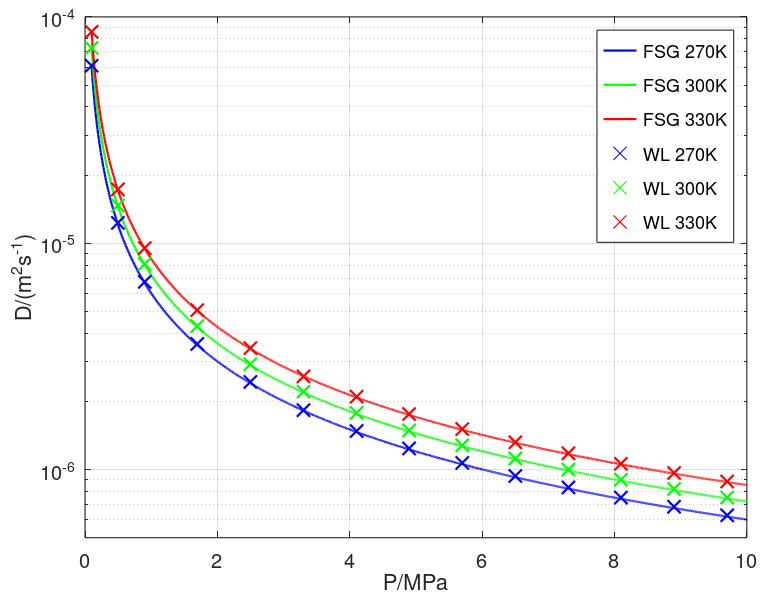 10⁻⁴
FSG 270K
FSG 300K
FSG 330K
WL 270K
WL 300K
WL 330K
10⁻⁵
D/(m²s⁻¹)
10⁻⁶
0 2 4 6 8 10
P/MPa